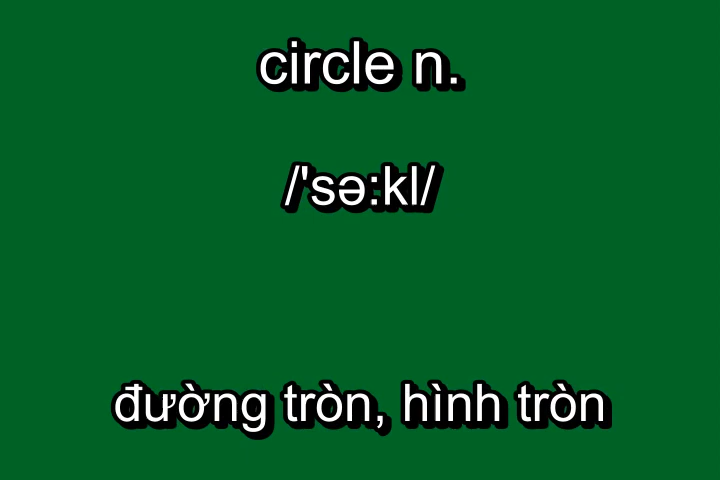 circle n.
/'sə:kl/
đường tròn, hình tròn